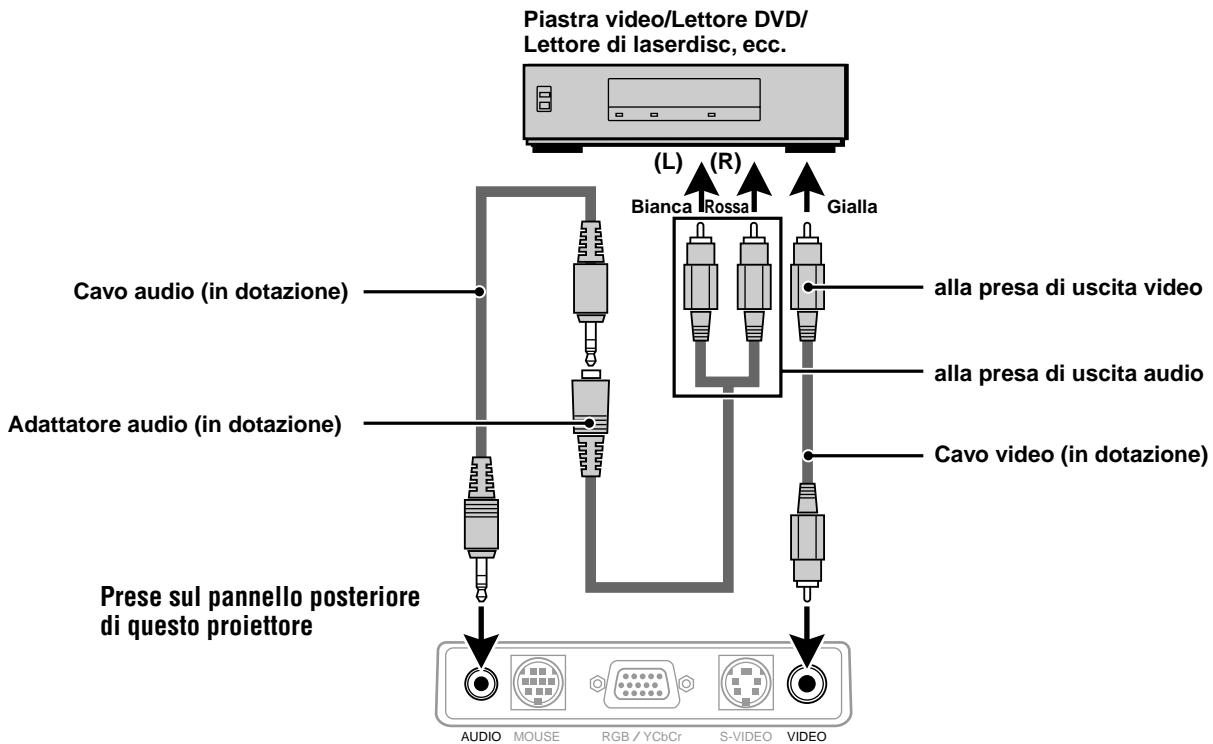 Piastra video/Lettore DVD/
Lettore di laserdisc, ecc.
(L) (R)
Bianca Rossa Gialla
Cavo audio (in dotazione)
alla presa di uscita video
alla presa di uscita audio
Adattatore audio (in dotazione)
Cavo video (in dotazione)
Prese sul pannello posteriore
di questo proiettore
AUDIO MOUSE RGB / YCbCr S-VIDEO VIDEO